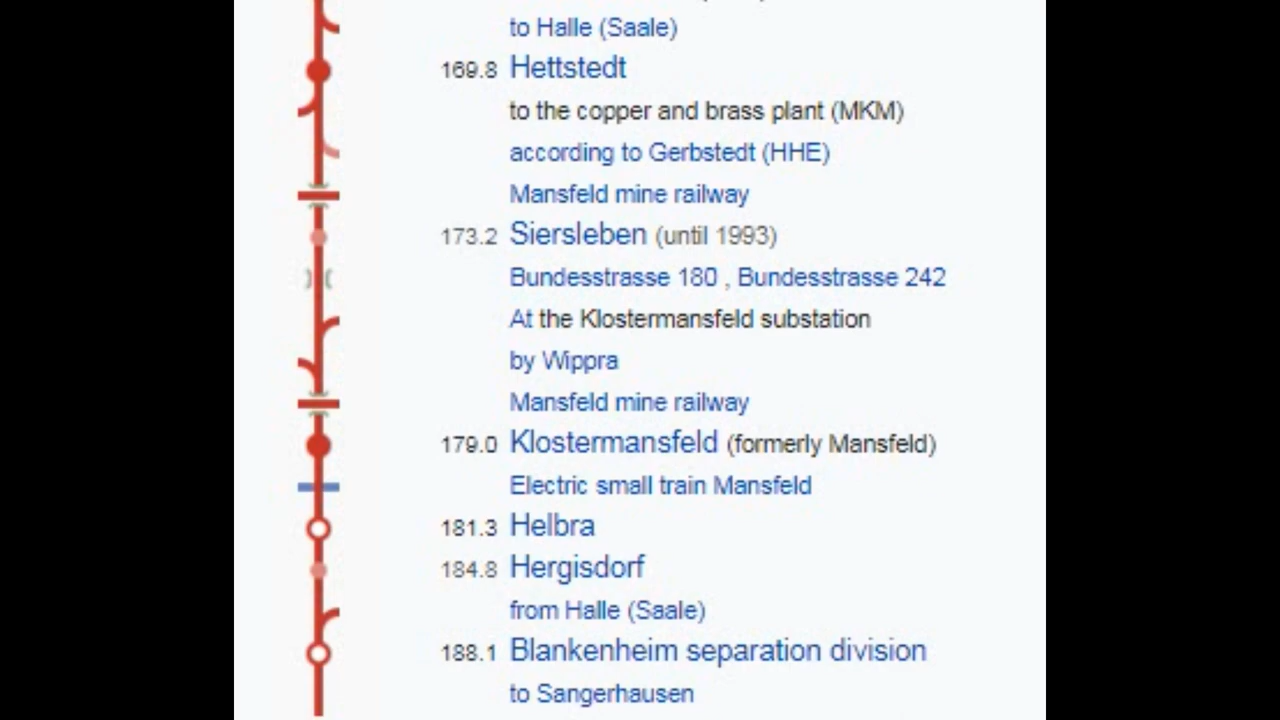 to Halle (Saale)
169.8 Hettstedt
to the copper and brass plant (MKM)
according to Gerbstedt (HHE)
Mansfeld mine railway
173.2 Siersleben (until 1993)
Bundesstrasse 180 , Bundesstrasse 242
At the Klostermansfeld substation
by Wippra
Mansfeld mine railway
179.0 Klostermansfeld (formerly Mansfeld)
Electric small train Mansfeld
181.3 Helbra
184.8 Hergisdorf
from Halle (Saale)
188.1 Blankenheim separation division
to Sangerhausen